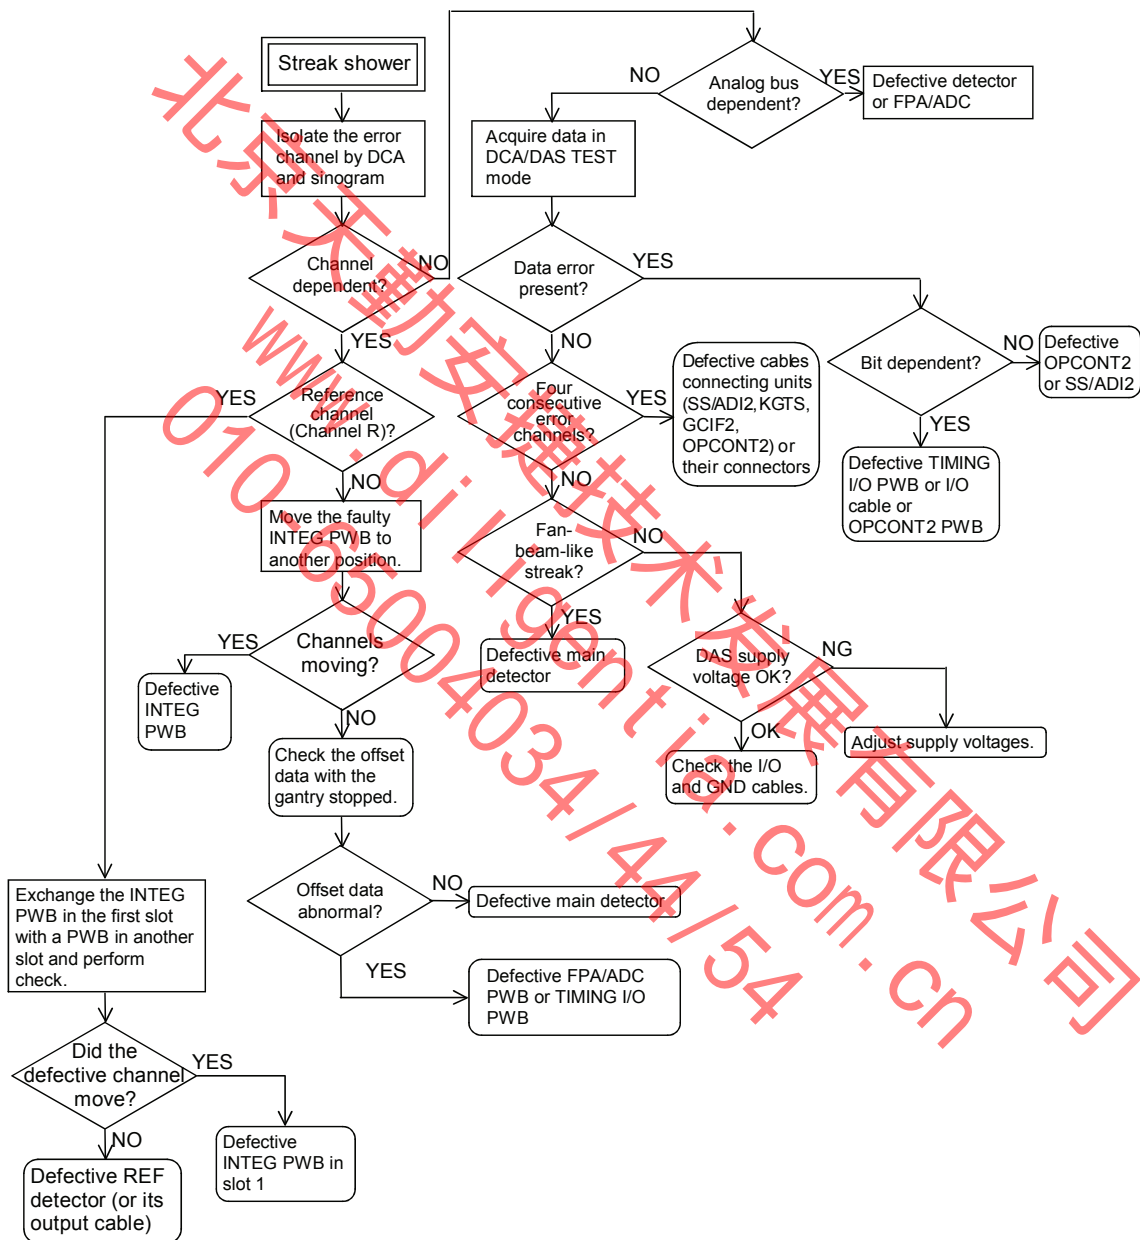 Streak shower
Isolate the error
channel by DCA
and sinogram
Channel
dependent?
NO
YES
Reference
channel
(Channel R)?
YES
NO
Move the faulty
INTEG PWB to
another position.
Channels
moving?
YES
Defective
INTEG
PWB
NO
Check the offset
data with the
gantry stopped.
Offset data
abnormal?
NO
Defective main detector
YES
Defective FPA/ADC
PWB or TIMING I/O
PWB
Exchange the INTEG
PWB in the first slot
with a PWB in another
slot and perform
check.
Did the
defective channel
move?
YES
Defective
INTEG PWB in
slot 1
NO
Defective REF
detector (or its
output cable)
Analog bus
dependent?
NO
YES
Defective detector
or FPA/ADC
Acquire data in
DCA/DAS TEST
mode
Data error
present?
YES
NO
Bit dependent?
NO
Defective
OPCONT2
or SS/ADI2
YES
Defective TIMING
I/O PWB or I/O
cable or
OPCONT2 PWB
Four
consecutive
error
channels?
YES
Defective cables
connecting units
(SS/ADI2,KGTS,
GCIF2,
OPCONT2) or
their connectors
NO
Fan-
beam-like
streak?
NO
YES
Defective main
detector
DAS supply
voltage OK?
NG
Adjust supply voltages.
OK
Check the I/O
and GND cables.
北京天勤安捷技术发展有限公司
www.diligentia.com.cn
010-65004034/44/54